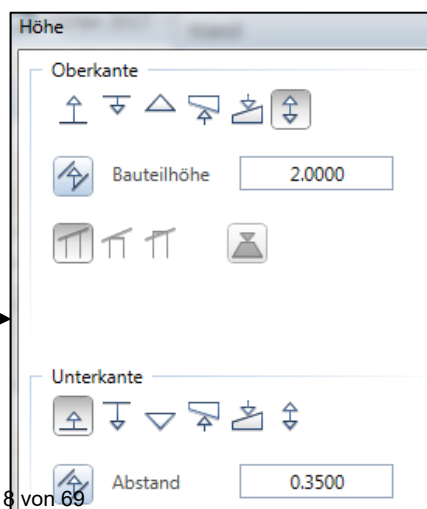 Höhe
Oberkante
Bauteilhöhe 2.0000
Unterkante
Abstand 0.3500
8 von 69